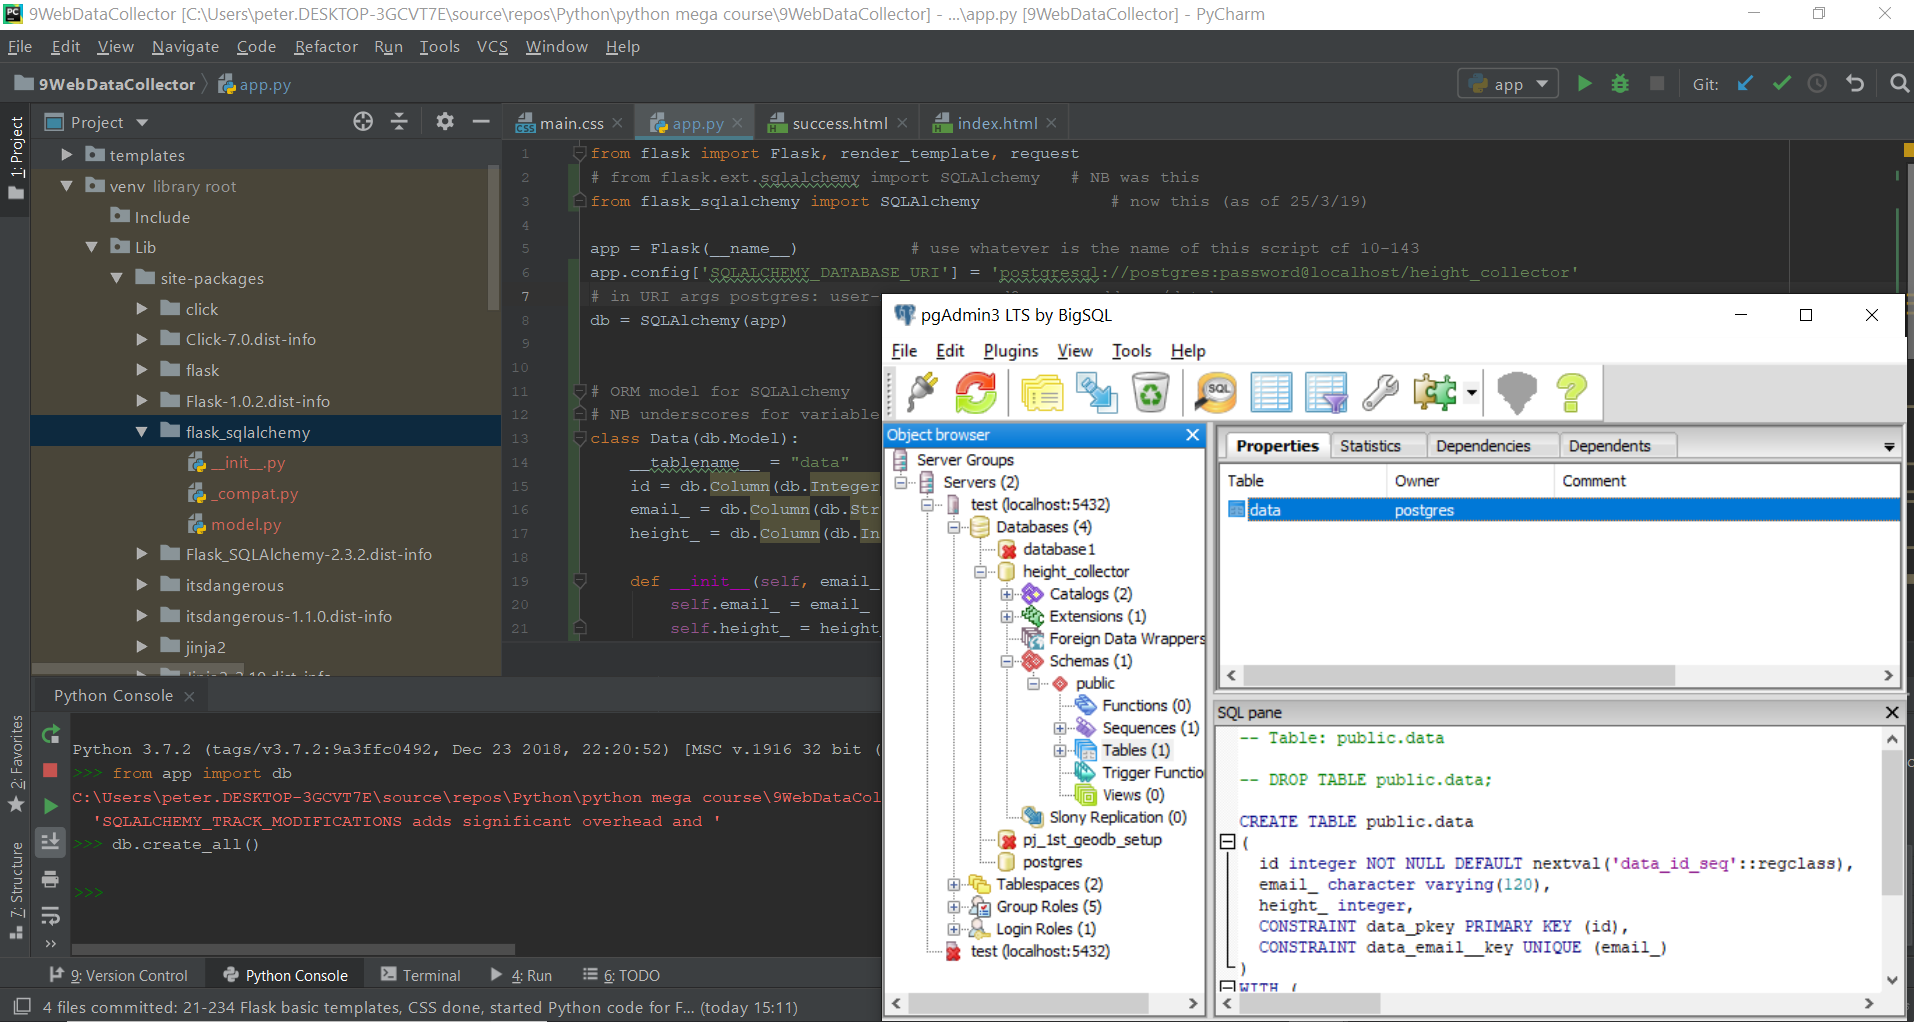 9WebDataCollector [C:\Users\peter.DESKTOP-3GCVT7E\source\repos\Python\python mega course\9WebDataCollector] - ...\app.py [9WebDataCollector] - PyCharm
File Edit View Navigate Code Refactor Run Tools VCS Window Help
9WebDataCollector app.py
app Git:
1: Project
Project
templates
venv library root
Include
Lib
site-packages
click
Click-7.0.dist-info
flask
Flask-1.0.2.dist-info
flask_sqlalchemy
__init__.py
_compat.py
model.py
Flask_SQLAlchemy-2.3.2.dist-info
itsdangerous
itsdangerous-1.1.0.dist-info
jinja2
main.css app.py success.html index.html
1 from flask import Flask, render_template, request
2 # from flask.ext.sqlalchemy import SQLAlchemy # NB was this
3 from flask_sqlalchemy import SQLAlchemy # now this (as of 25/3/19)
4
5 app = Flask(__name__) # use whatever is the name of this script cf 10-143
6 app.config['SQLALCHEMY_DATABASE_URI'] = 'postgresql://postgres:password@localhost/height_collector'
7 # in URI args postgres: user-
8 db = SQLAlchemy(app)
9
10
11 # ORM model for SQLAlchemy
12 # NB underscores for variable
13 class Data(db.Model):
14 __tablename__ = "data"
15 id = db.Column(db.Integer
16 email_ = db.Column(db.Str
17 height_ = db.Column(db.In
18
19 def __init__(self, email_
20 self.email_ = email_
21 self.height_ = height_
Python Console
Python 3.7.2 (tags/v3.7.2:9a3ffc0492, Dec 23 2018, 22:20:52) [MSC v.1916 32 bit (
>>> from app import db
C:\Users\peter.DESKTOP-3GCVT7E\source\repos\Python\python mega course\9WebDataCol
'SQLALCHEMY_TRACK_MODIFICATIONS adds significant overhead and '
>>> db.create_all()
>>>
2: Favorites
7: Structure
9: Version Control Python Console Terminal 4: Run 6: TODO
4 files committed: 21-234 Flask basic templates, CSS done, started Python code for F... (today 15:11)
pgAdmin3 LTS by BigSQL
File Edit Plugins View Tools Help
SQL
Object browser
Server Groups
Servers (2)
test (localhost:5432)
Databases (4)
database1
height_collector
Catalogs (2)
Extensions (1)
Foreign Data Wrappers
Schemas (1)
public
Functions (0)
Sequences (1)
Tables (1)
Trigger Functio
Views (0)
Slony Replication (0)
pj_1st_geodb_setup
postgres
Tablespaces (2)
Group Roles (5)
Login Roles (1)
test (localhost:5432)
Properties Statistics Dependencies Dependents
Table Owner Comment
data postgres
SQL pane
-- Table: public.data
-- DROP TABLE public.data;
CREATE TABLE public.data
(
id integer NOT NULL DEFAULT nextval('data_id_seq'::regclass),
email_ character varying(120),
height_ integer,
CONSTRAINT data_pkey PRIMARY KEY (id),
CONSTRAINT data_email__key UNIQUE (email_)
)
WITH (